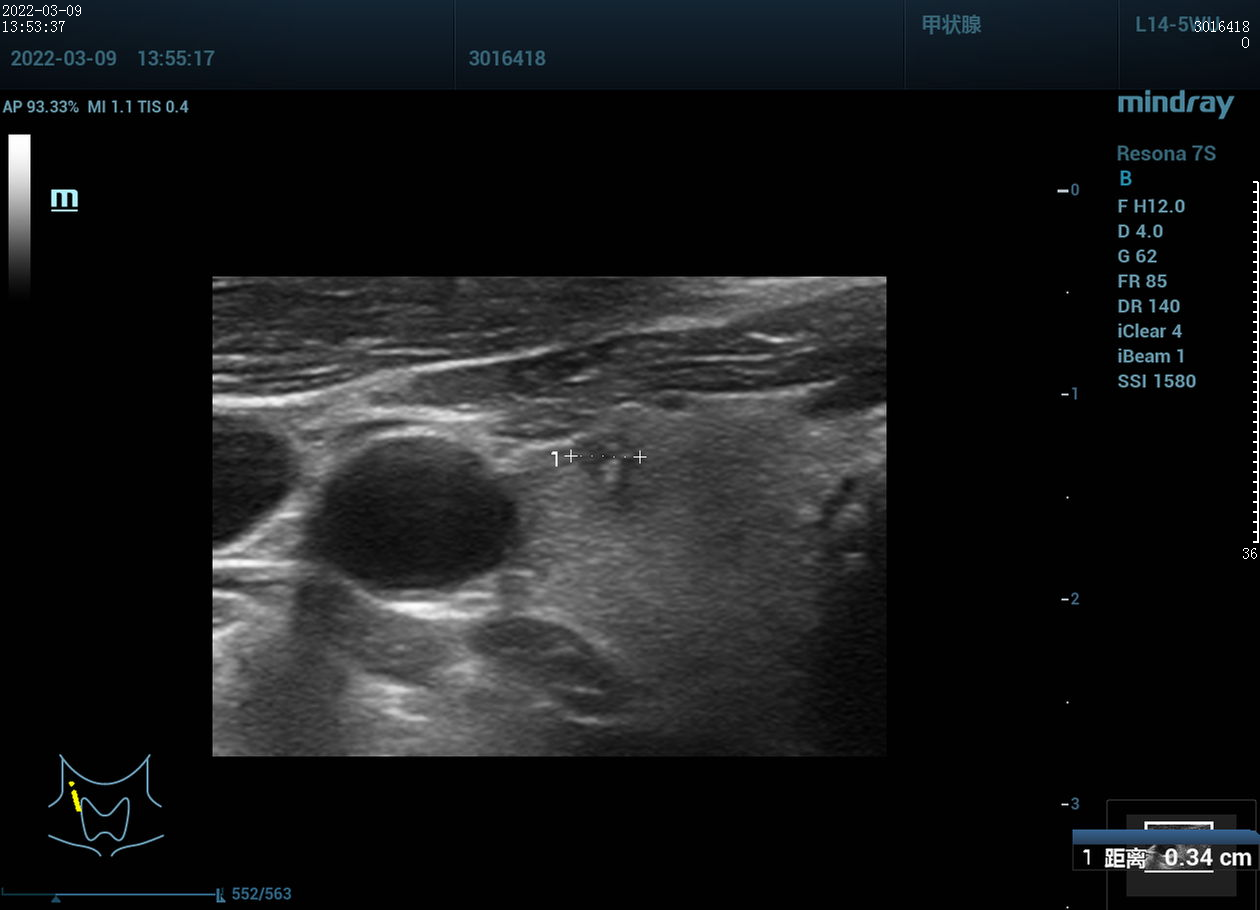 2022-03-09
13:53:37
甲状腺
L14-5W
3016418
0
2022-03-09 13:55:17
3016418
AP 93.33% MI 1.1 TIS 0.4
mindray
Resona 7S
B
F H12.0
D 4.0
G 62
FR 85
DR 140
iClear 4
iBeam 1
SSI 1580
m
0
1
2
3
1
36
1 距离 0.34 cm
552/563